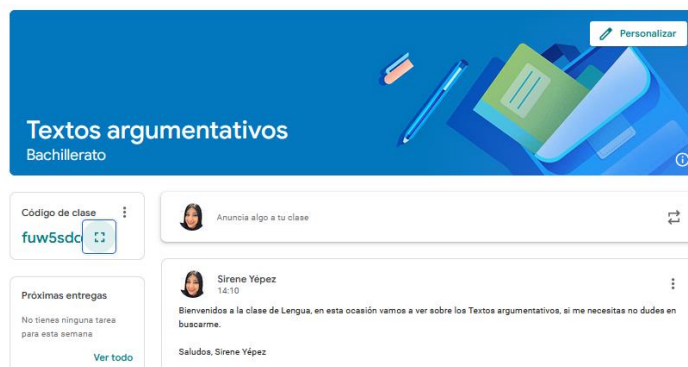 Personalizar
Textos argumentativos
Bachillerato
Código de clase
Anuncia algo a tu clase
Sirene Yépez
14:10
Próximas entregas
No tienes ninguna tarea
para esta semana
Ver todo
Bienvenidos a la clase de Lengua, en esta ocasión vamos a ver sobre los Textos argumentativos, si me necesitas no dudes en
buscarme.
Saludos, Sirene Yépez